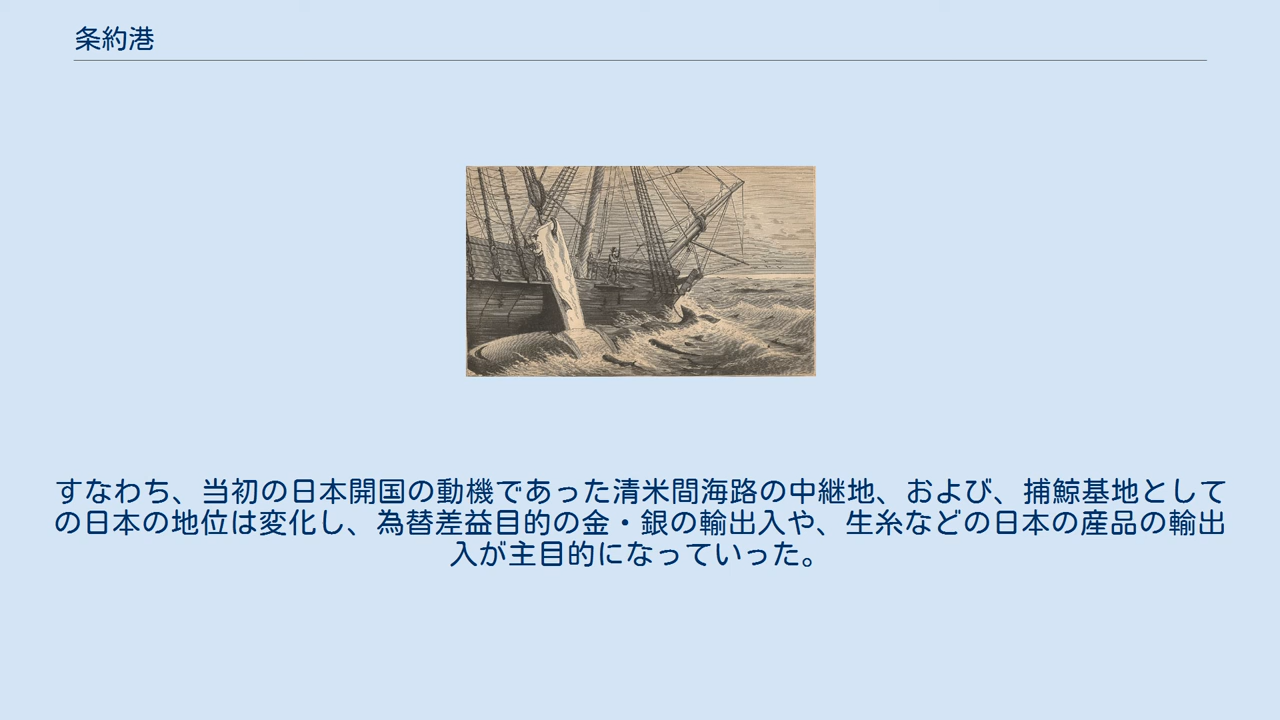 条約港
すなわち、当初の日本開国の動機であった清米間海路の中継地、および、捕鯨基地として
の日本の地位は変化し、為替差益目的の金・銀の輸出入や、生糸などの日本の産品の輸出
入が主目的になっていった。